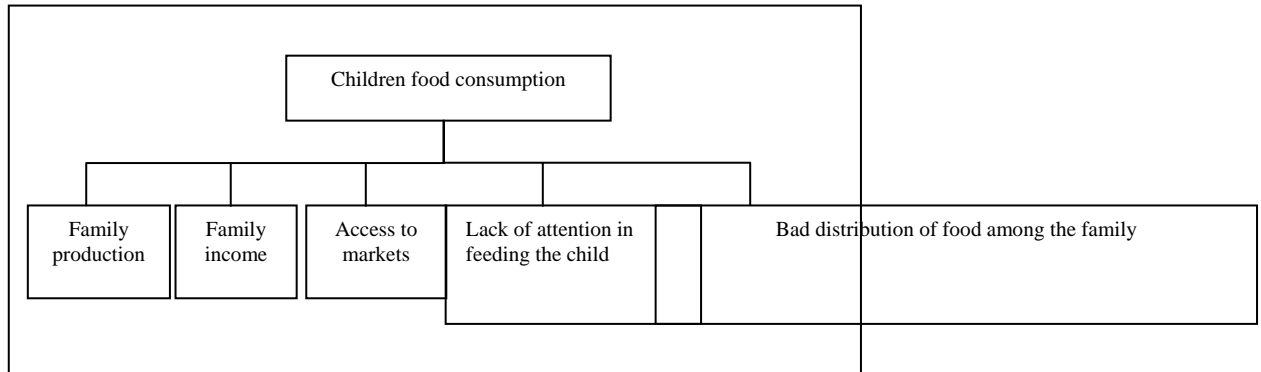 Children food consumption
Family
production
Family
income
Access to
markets
Lack of attention in
feeding the child
Bad distribution of food among the family